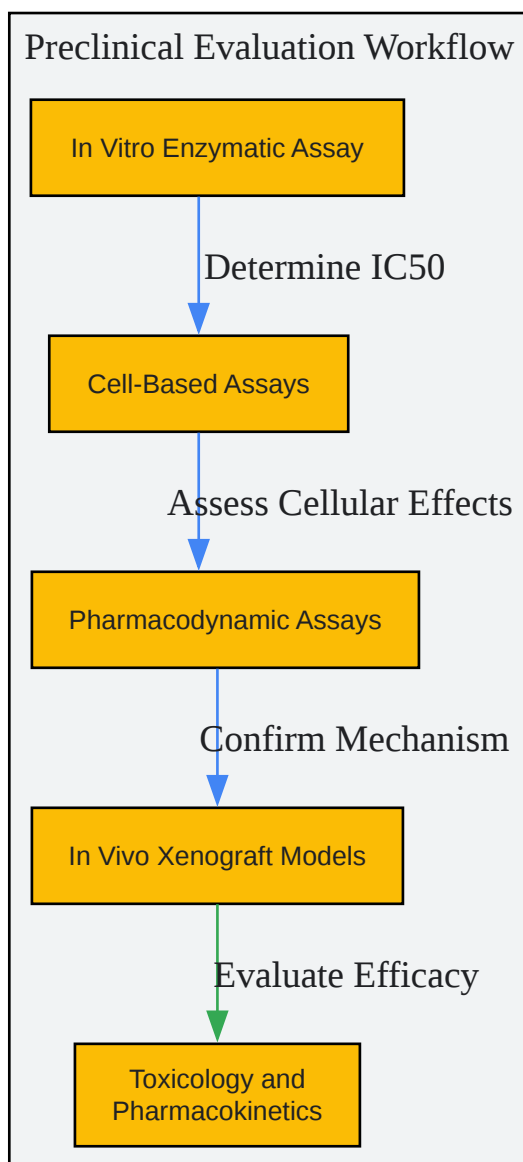 Preclinical Evaluation Workflow
In Vitro Enzymatic Assay
Determine IC50
Cell-Based Assays
Assess Cellular Effects
Pharmacodynamic Assays
Confirm Mechanism
In Vivo Xenograft Models
Evaluate Efficacy
Toxicology and
Pharmacokinetics